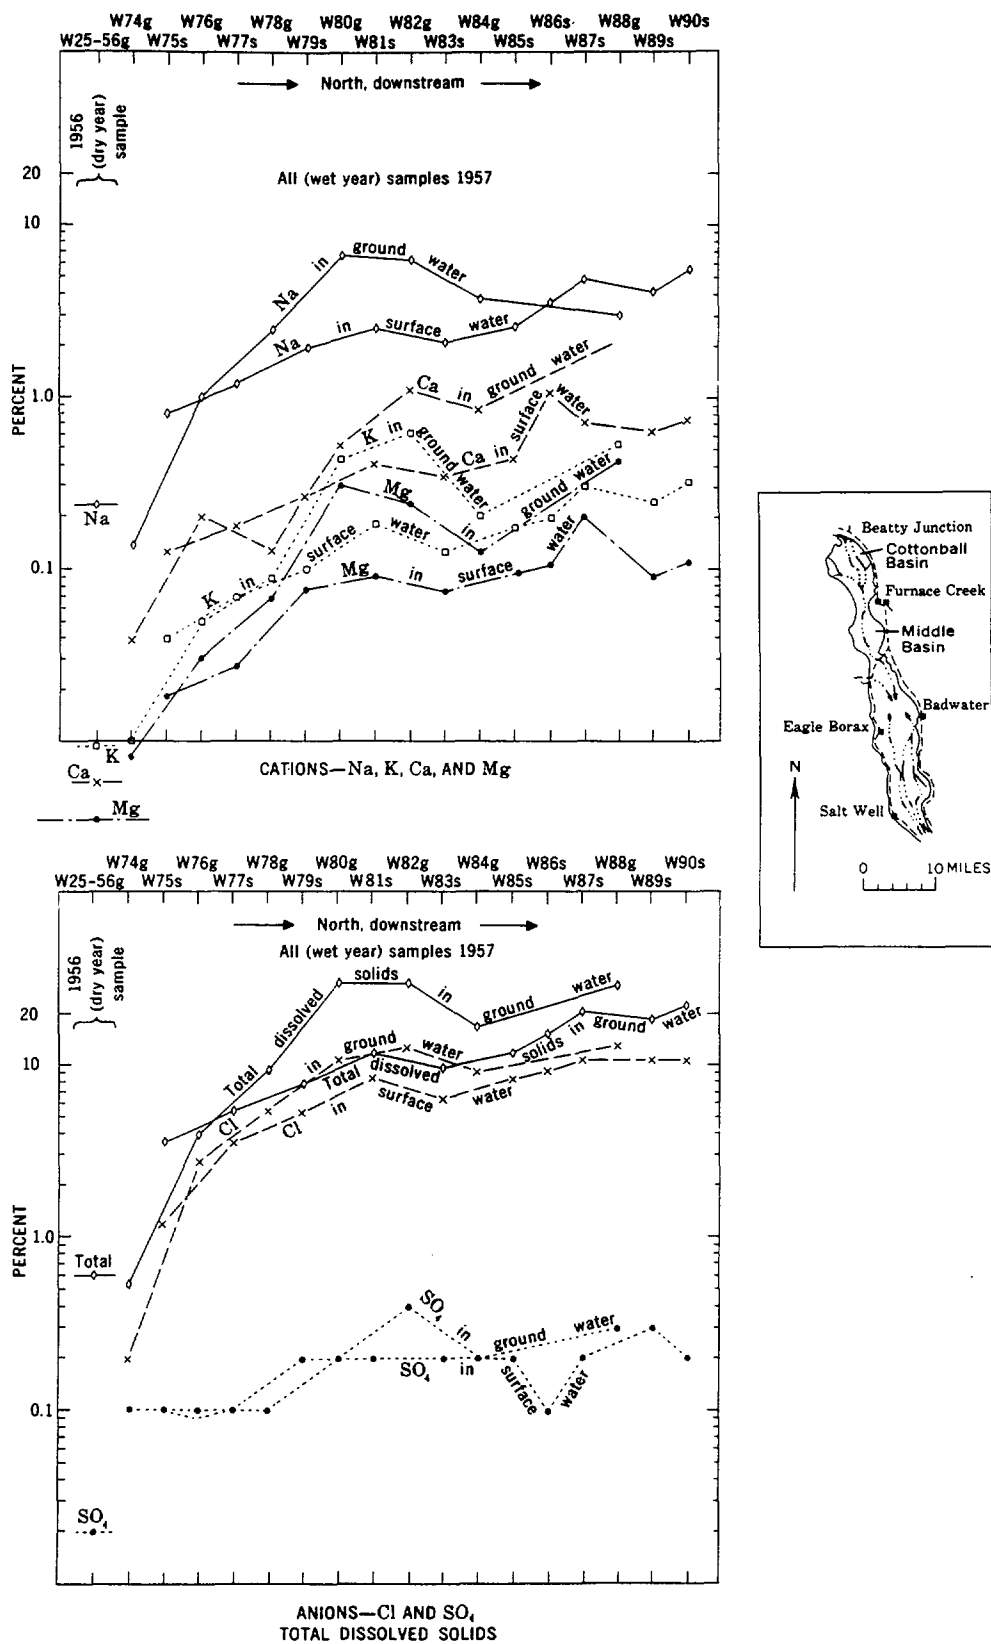 W74g W76g W78g W80g W82g W84g W86s W88g W90s
W25-56g W75s W77s W79s W81s W83s W85s W87s W89s
North, downstream
1956
(dry year)
sample
All (wet year) samples 1957
20
10
1.0
0.1
PERCENT
Na in ground water
Na in surface water
Ca in ground water
K in ground water
Ca in surface water
Mg in ground water
K in surface water
Mg in surface water
Na
K
Ca
Mg
CATIONS—Na, K, Ca, AND Mg
W74g W76g W78g W80g W82g W84g W86s W88g W90s
W25-56g W75s W77s W79s W81s W83s W85s W87s W89s
North, downstream
All (wet year) samples 1957
1956
(dry year)
sample
20
10
1.0
0.1
PERCENT
Total dissolved solids in ground water
Cl in ground water
Total dissolved solids in ground water
Cl in surface water
Total
SO₄ in ground water
SO₄ in surface water
SO₄
ANIONS—Cl AND SO₄
TOTAL DISSOLVED SOLIDS
Beatty Junction
Cottonball
Basin
Furnace Creek
Middle
Basin
Badwater
Eagle Borax
N
Salt Well
0 10 MILES